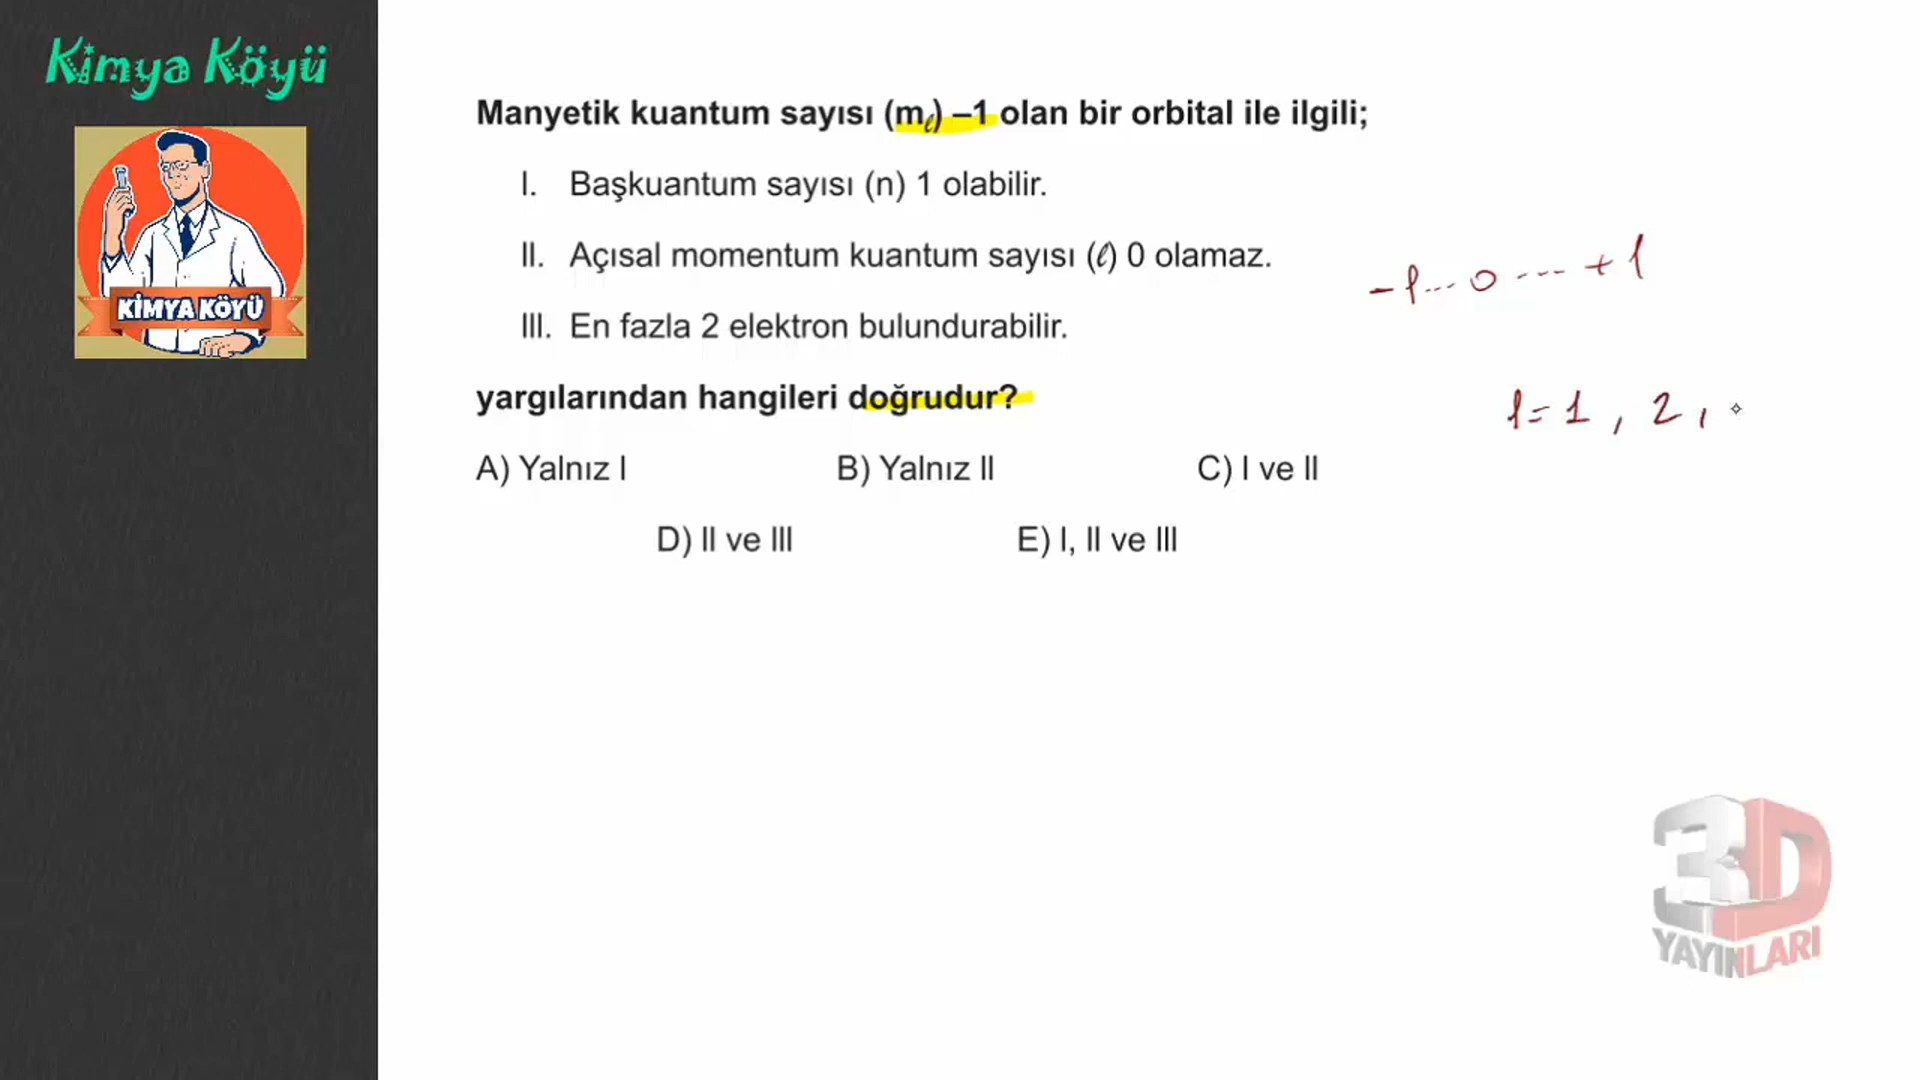 Kimya Köyü
KİMYA KÖYÜ
Manyetik kuantum sayısı (mℓ) –1 olan bir orbital ile ilgili;
I. Başkuantum sayısı (n) 1 olabilir.
II. Açısal momentum kuantum sayısı (ℓ) 0 olamaz.
III. En fazla 2 elektron bulundurabilir.
-l... 0 ... +l
yargılarından hangileri doğrudur?
l=1, 2,
A) Yalnız I B) Yalnız II C) I ve II
D) II ve III E) I, II ve III
3D
YAYINLARI